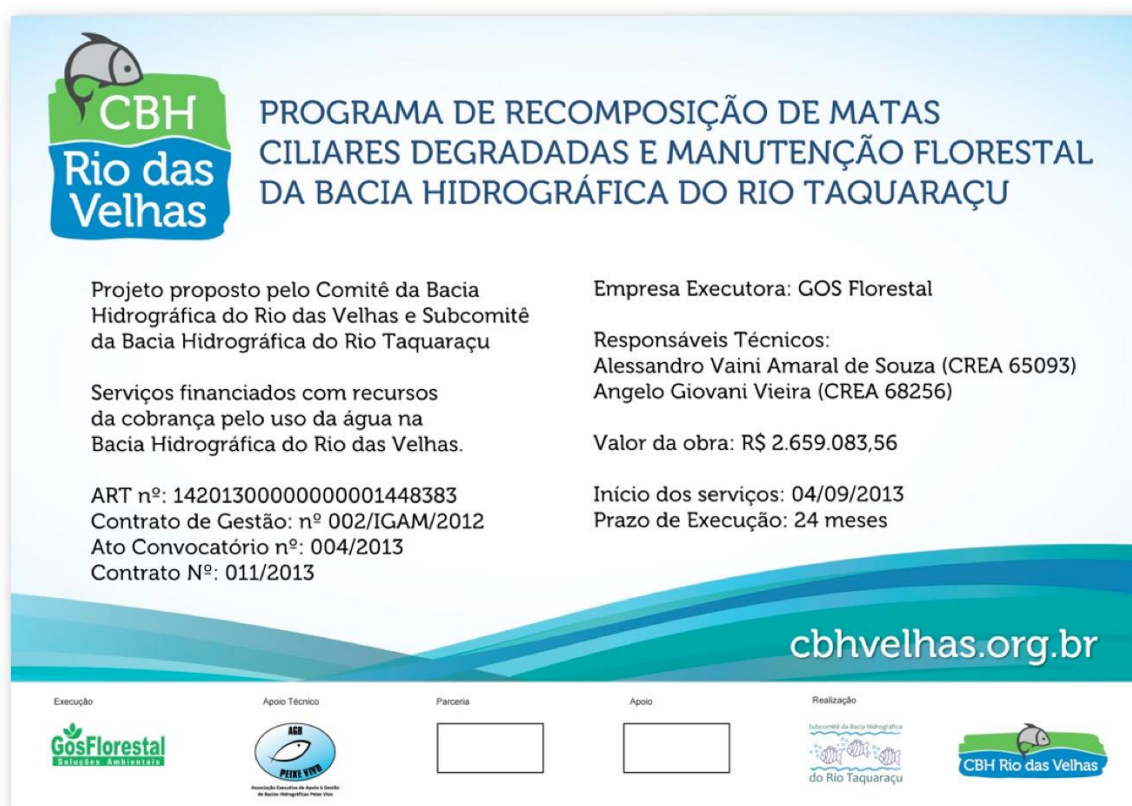 CBH
Rio das
Velhas
PROGRAMA DE RECOMPOSIÇÃO DE MATAS
CILIARES DEGRADADAS E MANUTENÇÃO FLORESTAL
DA BACIA HIDROGRÁFICA DO RIO TAQUARAÇU
Projeto proposto pelo Comitê da Bacia
Hidrográfica do Rio das Velhas e Subcomitê
da Bacia Hidrográfica do Rio Taquaraçu
Serviços financiados com recursos
da cobrança pelo uso da água na
Bacia Hidrográfica do Rio das Velhas.
ART nº: 14201300000000001448383
Contrato de Gestão: nº 002/IGAM/2012
Ato Convocatório nº: 004/2013
Contrato Nº: 011/2013
Empresa Executora: GOS Florestal
Responsáveis Técnicos:
Alessandro Vaini Amaral de Souza (CREA 65093)
Angelo Giovani Vieira (CREA 68256)
Valor da obra: R$ 2.659.083,56
Início dos serviços: 04/09/2013
Prazo de Execução: 24 meses
cbhvelhas.org.br
Execução
GosFlorestal
Soluções Ambientais
Apoio Técnico
AGB
PEIXE VIVO
Associação Executiva de Apoio à Gestão
de Bacias Hidrográficas Peixe Vivo
Parceria
Apoio
Realização
Subcomitê da Bacia Hidrográfica
do Rio Taquaraçu
CBH Rio das Velhas